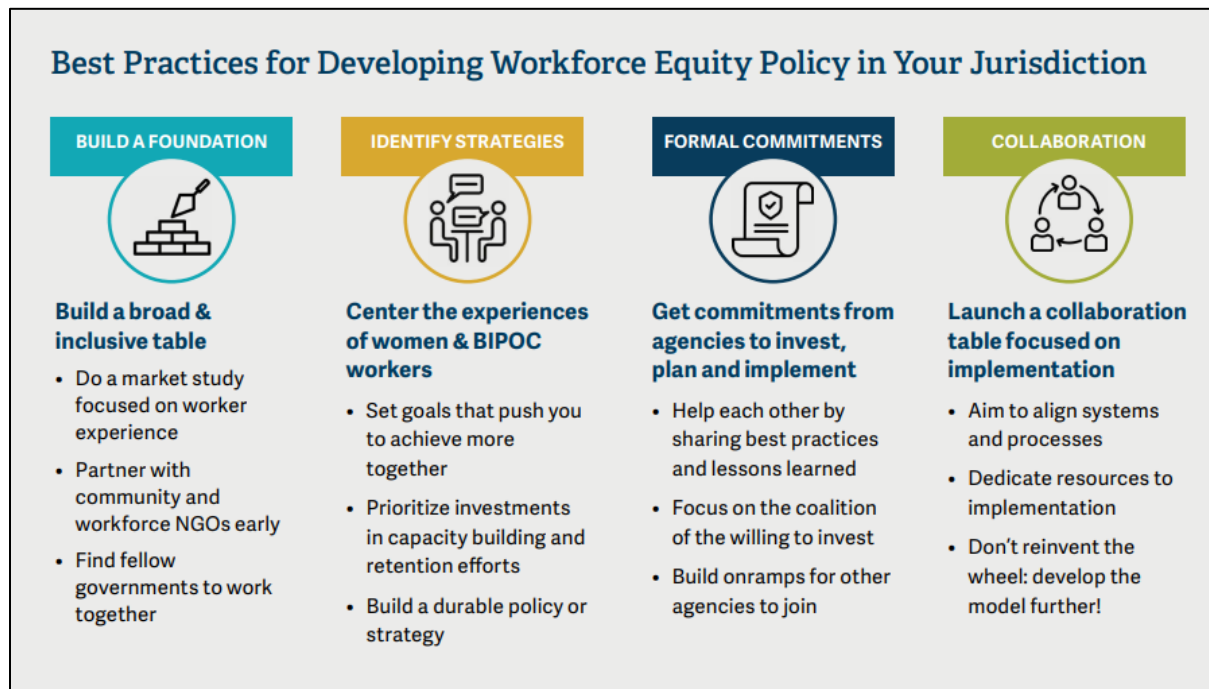 Best Practices for Developing Workforce Equity Policy in Your Jurisdiction
BUILD A FOUNDATION
Build a broad &
inclusive table
• Do a market study
focused on worker
experience
• Partner with
community and
workforce NGOs early
• Find fellow
governments to work
together
IDENTIFY STRATEGIES
Center the experiences
of women & BIPOC
workers
• Set goals that push you
to achieve more
together
• Prioritize investments
in capacity building and
retention efforts
• Build a durable policy or
strategy
FORMAL COMMITMENTS
Get commitments from
agencies to invest,
plan and implement
• Help each other by
sharing best practices
and lessons learned
• Focus on the coalition
of the willing to invest
• Build onramps for other
agencies to join
COLLABORATION
Launch a collaboration
table focused on
implementation
• Aim to align systems
and processes
• Dedicate resources to
implementation
• Don’t reinvent the
wheel: develop the
model further!